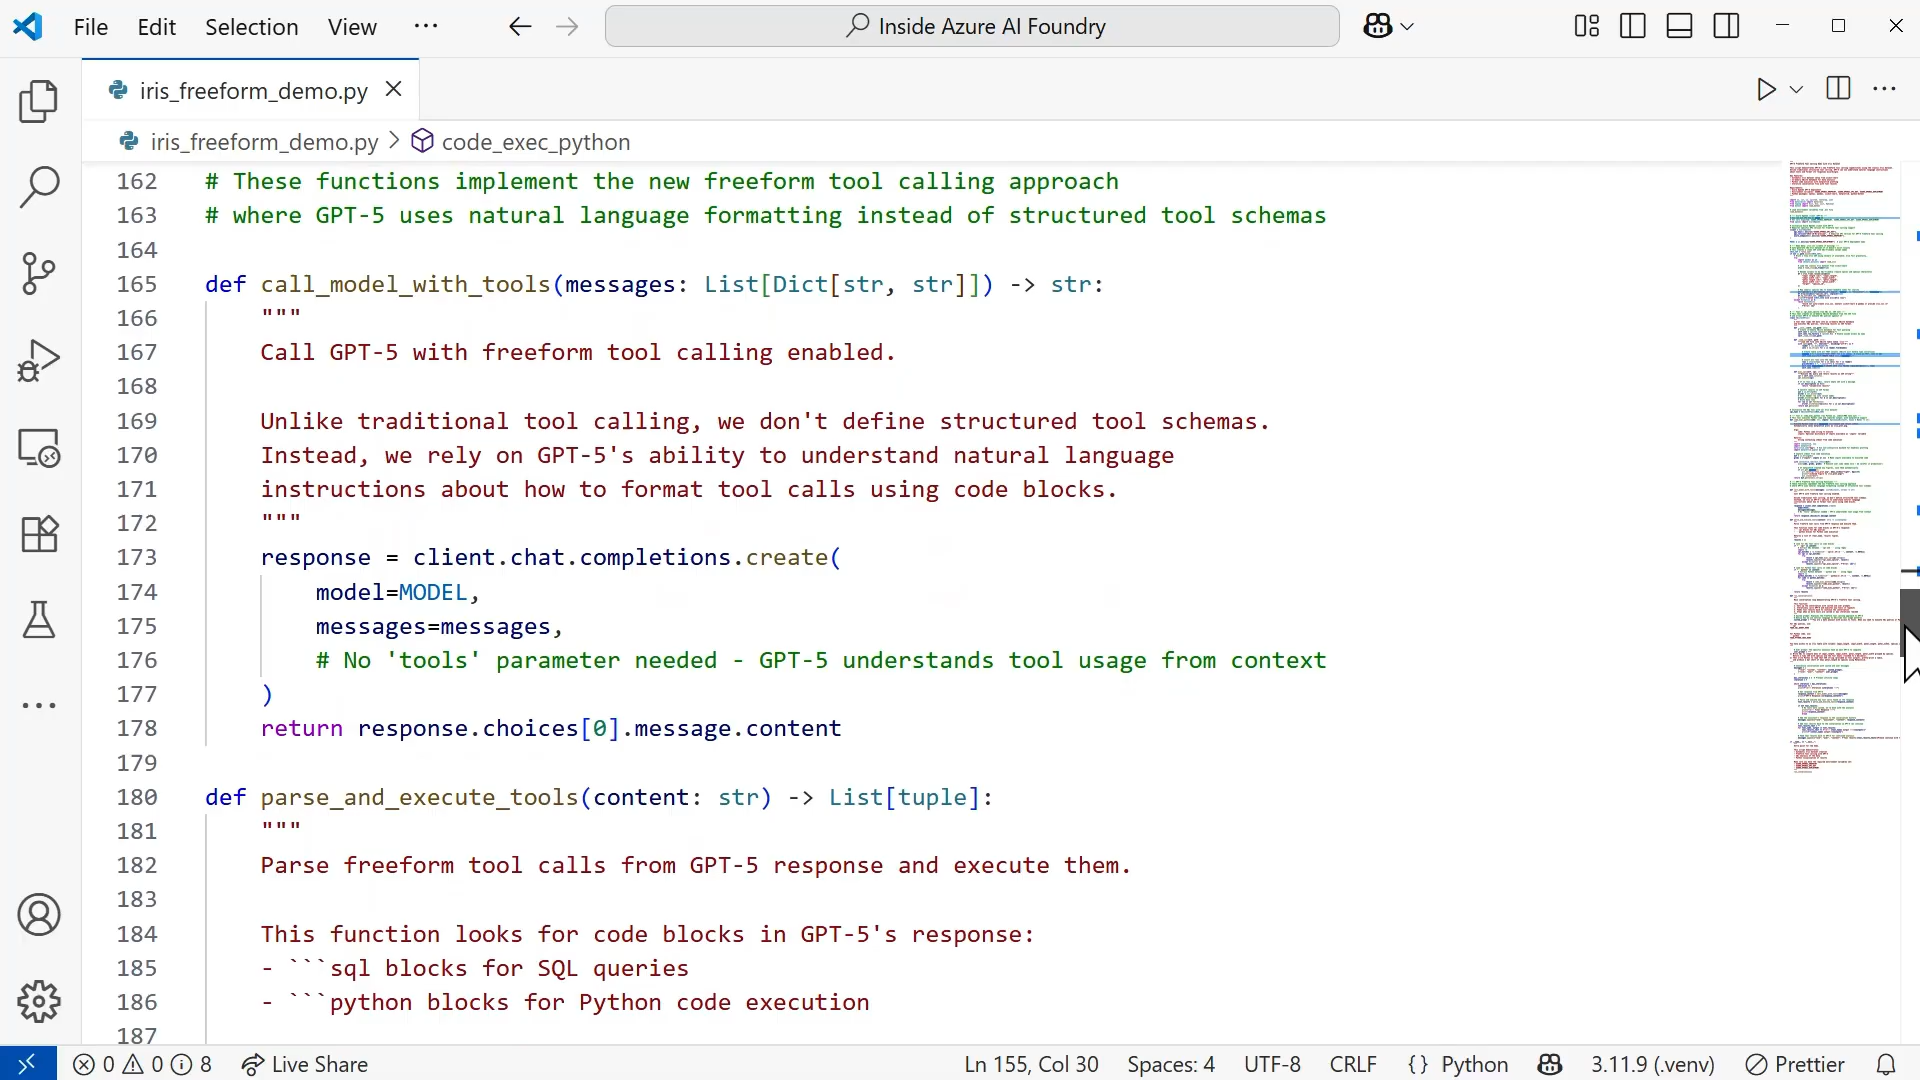 File Edit Selection View ··· Inside Azure AI Foundry
iris_freeform_demo.py
iris_freeform_demo.py > code_exec_python
162 # These functions implement the new freeform tool calling approach
163 # where GPT-5 uses natural language formatting instead of structured tool schemas
164
165 def call_model_with_tools(messages: List[Dict[str, str]]) -> str:
166 """
167 Call GPT-5 with freeform tool calling enabled.
168
169 Unlike traditional tool calling, we don't define structured tool schemas.
170 Instead, we rely on GPT-5's ability to understand natural language
171 instructions about how to format tool calls using code blocks.
172 """
173 response = client.chat.completions.create(
174 model=MODEL,
175 messages=messages,
176 # No 'tools' parameter needed - GPT-5 understands tool usage from context
177 )
178 return response.choices[0].message.content
179
180 def parse_and_execute_tools(content: str) -> List[tuple]:
181 """
182 Parse freeform tool calls from GPT-5 response and execute them.
183
184 This function looks for code blocks in GPT-5's response:
185 - ```sql blocks for SQL queries
186 - ```python blocks for Python code execution
187
0 0 8 Live Share Ln 155, Col 30 Spaces: 4 UTF-8 CRLF {} Python 3.11.9 (.venv) Prettier